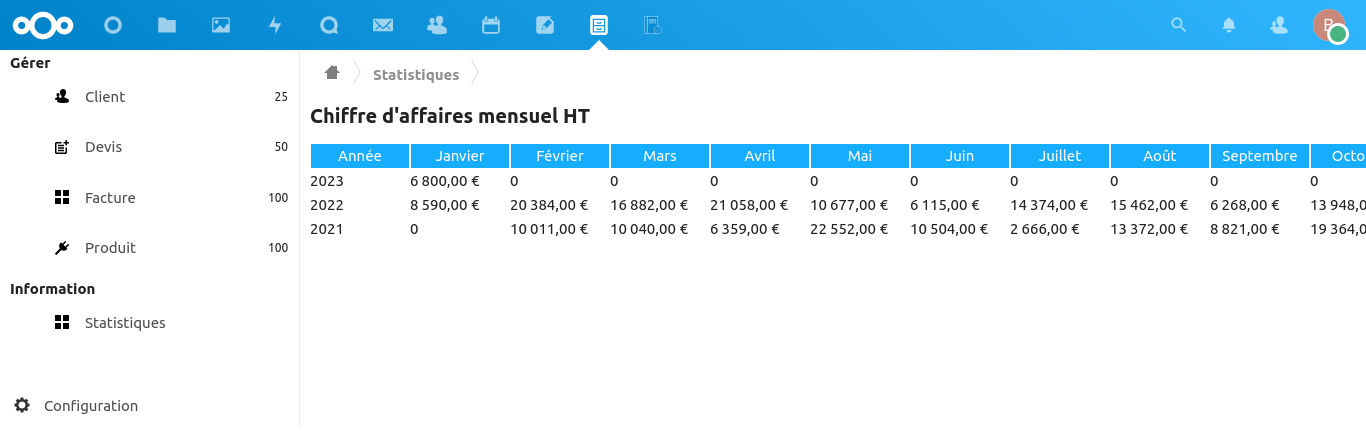 B
Gérer
Client 25
Devis 50
Facture 100
Produit 100
Information
Statistiques
Configuration
Statistiques
Chiffre d'affaires mensuel HT
Année Janvier Février Mars Avril Mai Juin Juillet Août Septembre Octo
2023 6 800,00 € 0 0 0 0 0 0 0 0 0
2022 8 590,00 € 20 384,00 € 16 882,00 € 21 058,00 € 10 677,00 € 6 115,00 € 14 374,00 € 15 462,00 € 6 268,00 € 13 948,0
2021 0 10 011,00 € 10 040,00 € 6 359,00 € 22 552,00 € 10 504,00 € 2 666,00 € 13 372,00 € 8 821,00 € 19 364,0